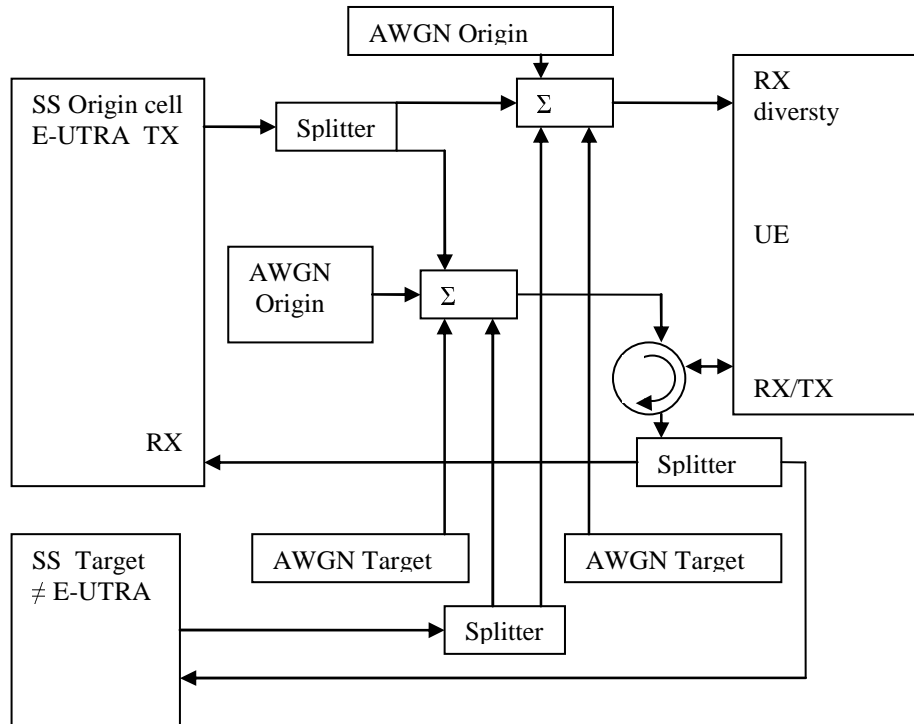 AWGN Origin
SS Origin cell
E-UTRA TX
Splitter
Σ
RX
diversty
AWGN
Origin
Σ
UE
RX/TX
RX
Splitter
SS Target
≠ E-UTRA
AWGN Target
AWGN Target
Splitter